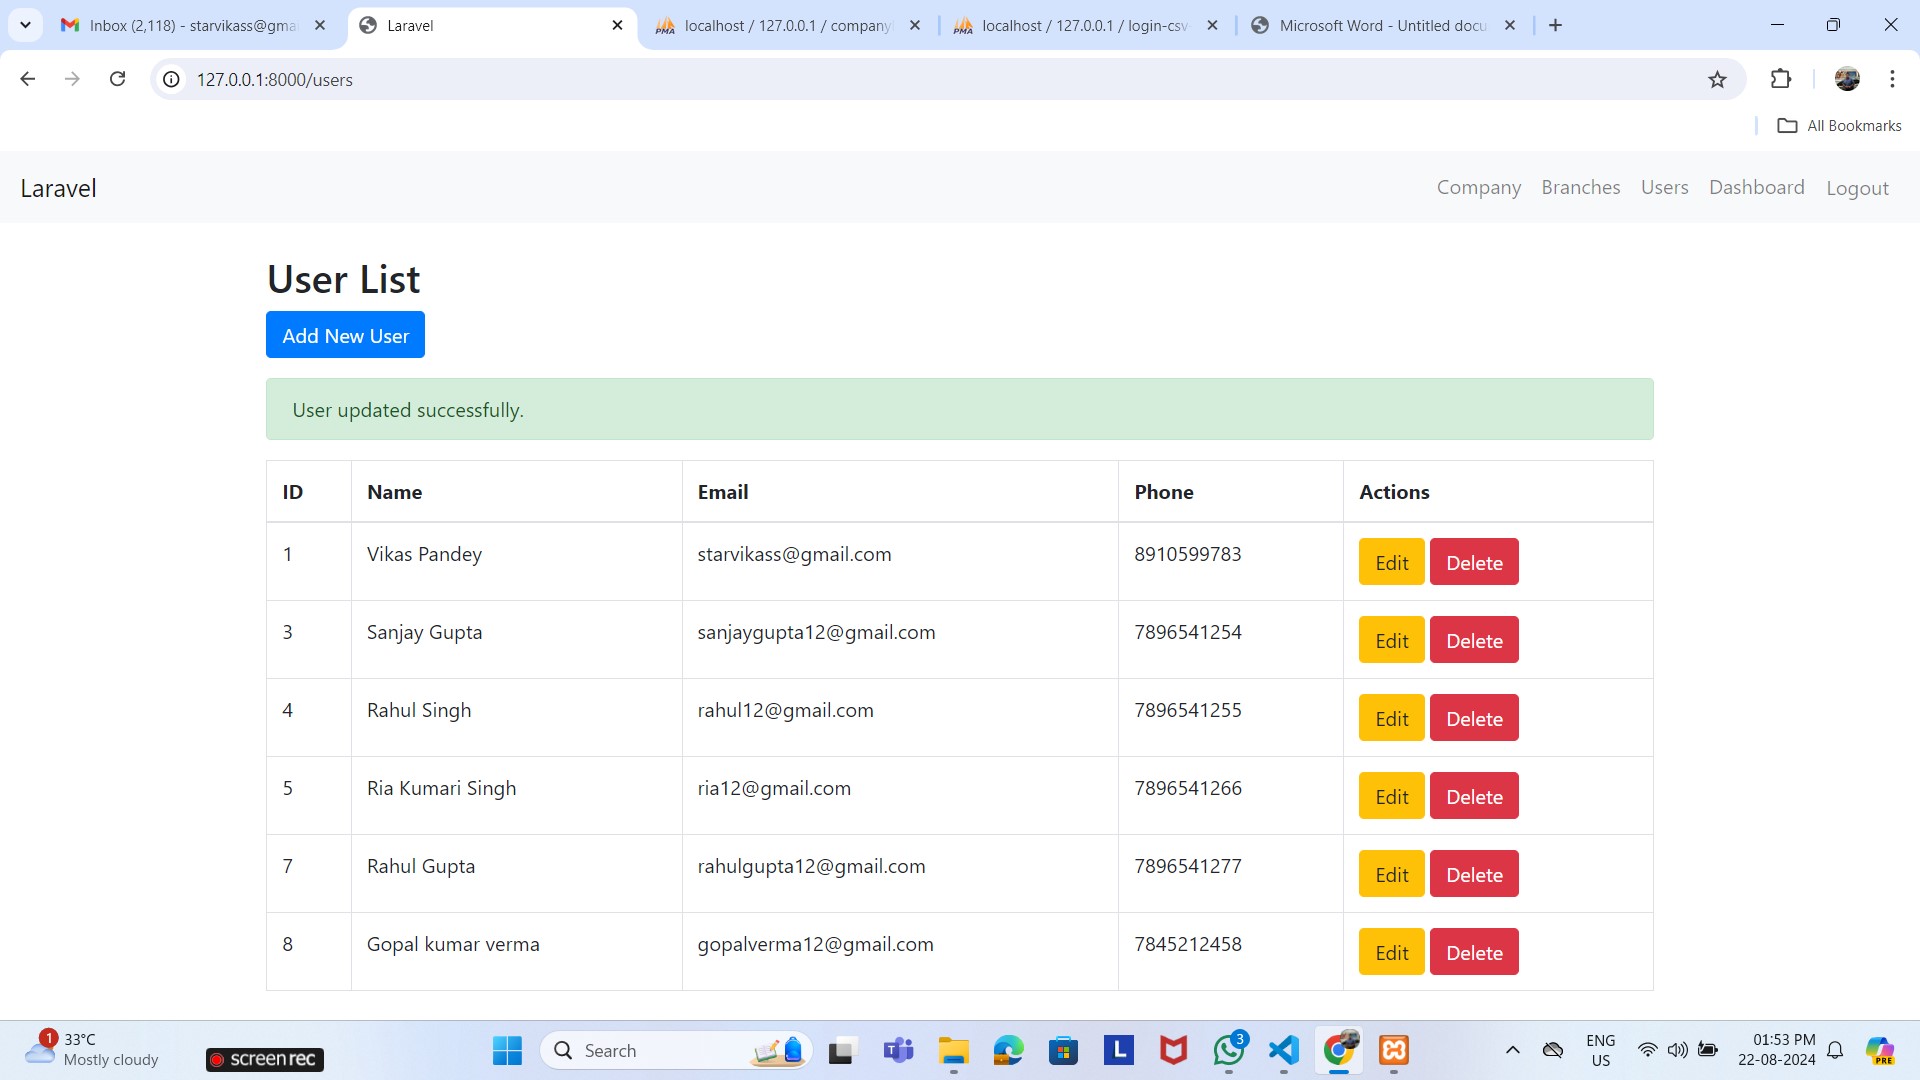 Inbox (2,118) - starvikass@gma
Laravel
localhost / 127.0.0.1 / company
localhost / 127.0.0.1 / login-csv
Microsoft Word - Untitled docu
127.0.0.1:8000/users
All Bookmarks
Laravel
Company Branches Users Dashboard Logout
User List
Add New User
User updated successfully.
ID Name Email Phone Actions
1 Vikas Pandey starvikass@gmail.com 8910599783 Edit Delete
3 Sanjay Gupta sanjaygupta12@gmail.com 7896541254 Edit Delete
4 Rahul Singh rahul12@gmail.com 7896541255 Edit Delete
5 Ria Kumari Singh ria12@gmail.com 7896541266 Edit Delete
7 Rahul Gupta rahulgupta12@gmail.com 7896541277 Edit Delete
8 Gopal kumar verma gopalverma12@gmail.com 7845212458 Edit Delete
1
33°C
Mostly cloudy
screenrec
Search
L
3
ENG
US
01:53 PM
22-08-2024
PRE